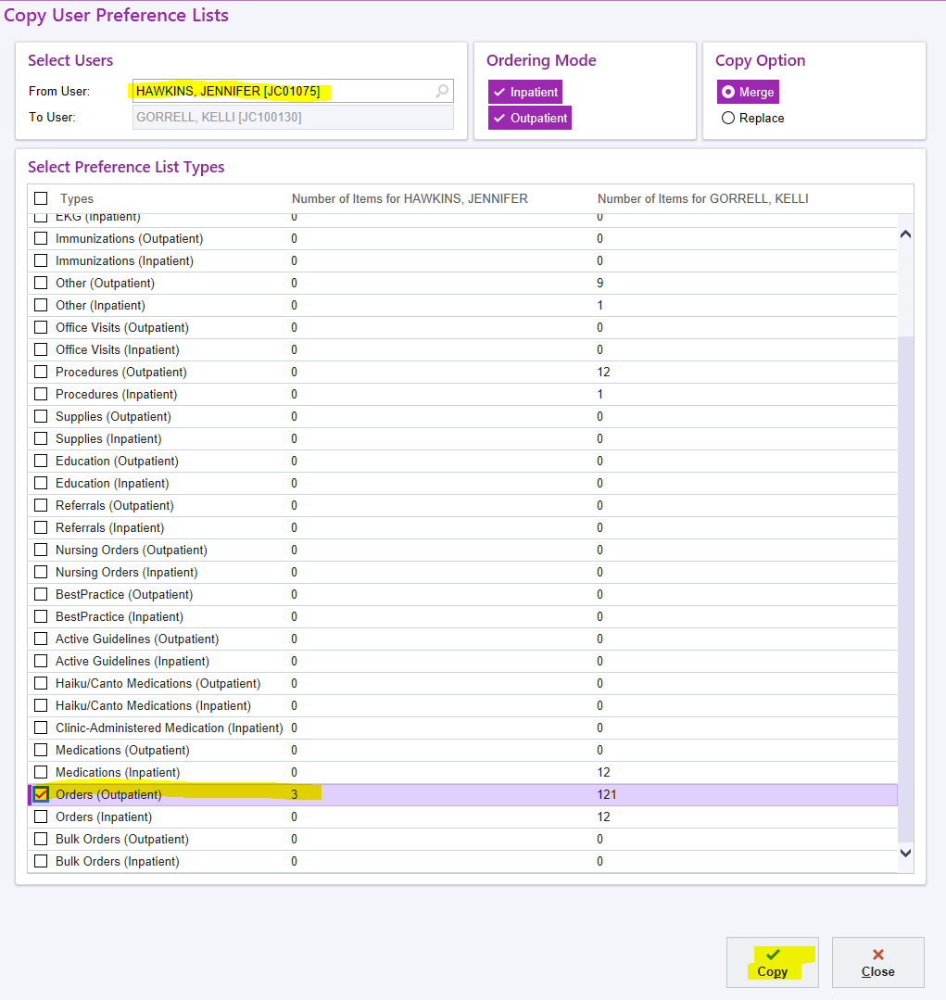 Copy User Preference Lists
Select Users
From User: HAWKINS, JENNIFER [JC01075]
To User: GORRELL, KELLI [JC100130]
Ordering Mode
Inpatient
Outpatient
Copy Option
Merge
Replace
Select Preference List Types
Types Number of Items for HAWKINS, JENNIFER Number of Items for GORRELL, KELLI
EKG (Inpatient) 0 0
Immunizations (Outpatient) 0 0
Immunizations (Inpatient) 0 0
Other (Outpatient) 0 9
Other (Inpatient) 0 1
Office Visits (Outpatient) 0 0
Office Visits (Inpatient) 0 0
Procedures (Outpatient) 0 12
Procedures (Inpatient) 0 1
Supplies (Outpatient) 0 0
Supplies (Inpatient) 0 0
Education (Outpatient) 0 0
Education (Inpatient) 0 0
Referrals (Outpatient) 0 0
Referrals (Inpatient) 0 0
Nursing Orders (Outpatient) 0 0
Nursing Orders (Inpatient) 0 0
BestPractice (Outpatient) 0 0
BestPractice (Inpatient) 0 0
Active Guidelines (Outpatient) 0 0
Active Guidelines (Inpatient) 0 0
Haiku/Canto Medications (Outpatient) 0 0
Haiku/Canto Medications (Inpatient) 0 0
Clinic-Administered Medication (Inpatient) 0 0
Medications (Outpatient) 0 0
Medications (Inpatient) 0 12
Orders (Outpatient) 3 121
Orders (Inpatient) 0 12
Bulk Orders (Outpatient) 0 0
Bulk Orders (Inpatient) 0 0
Copy
Close